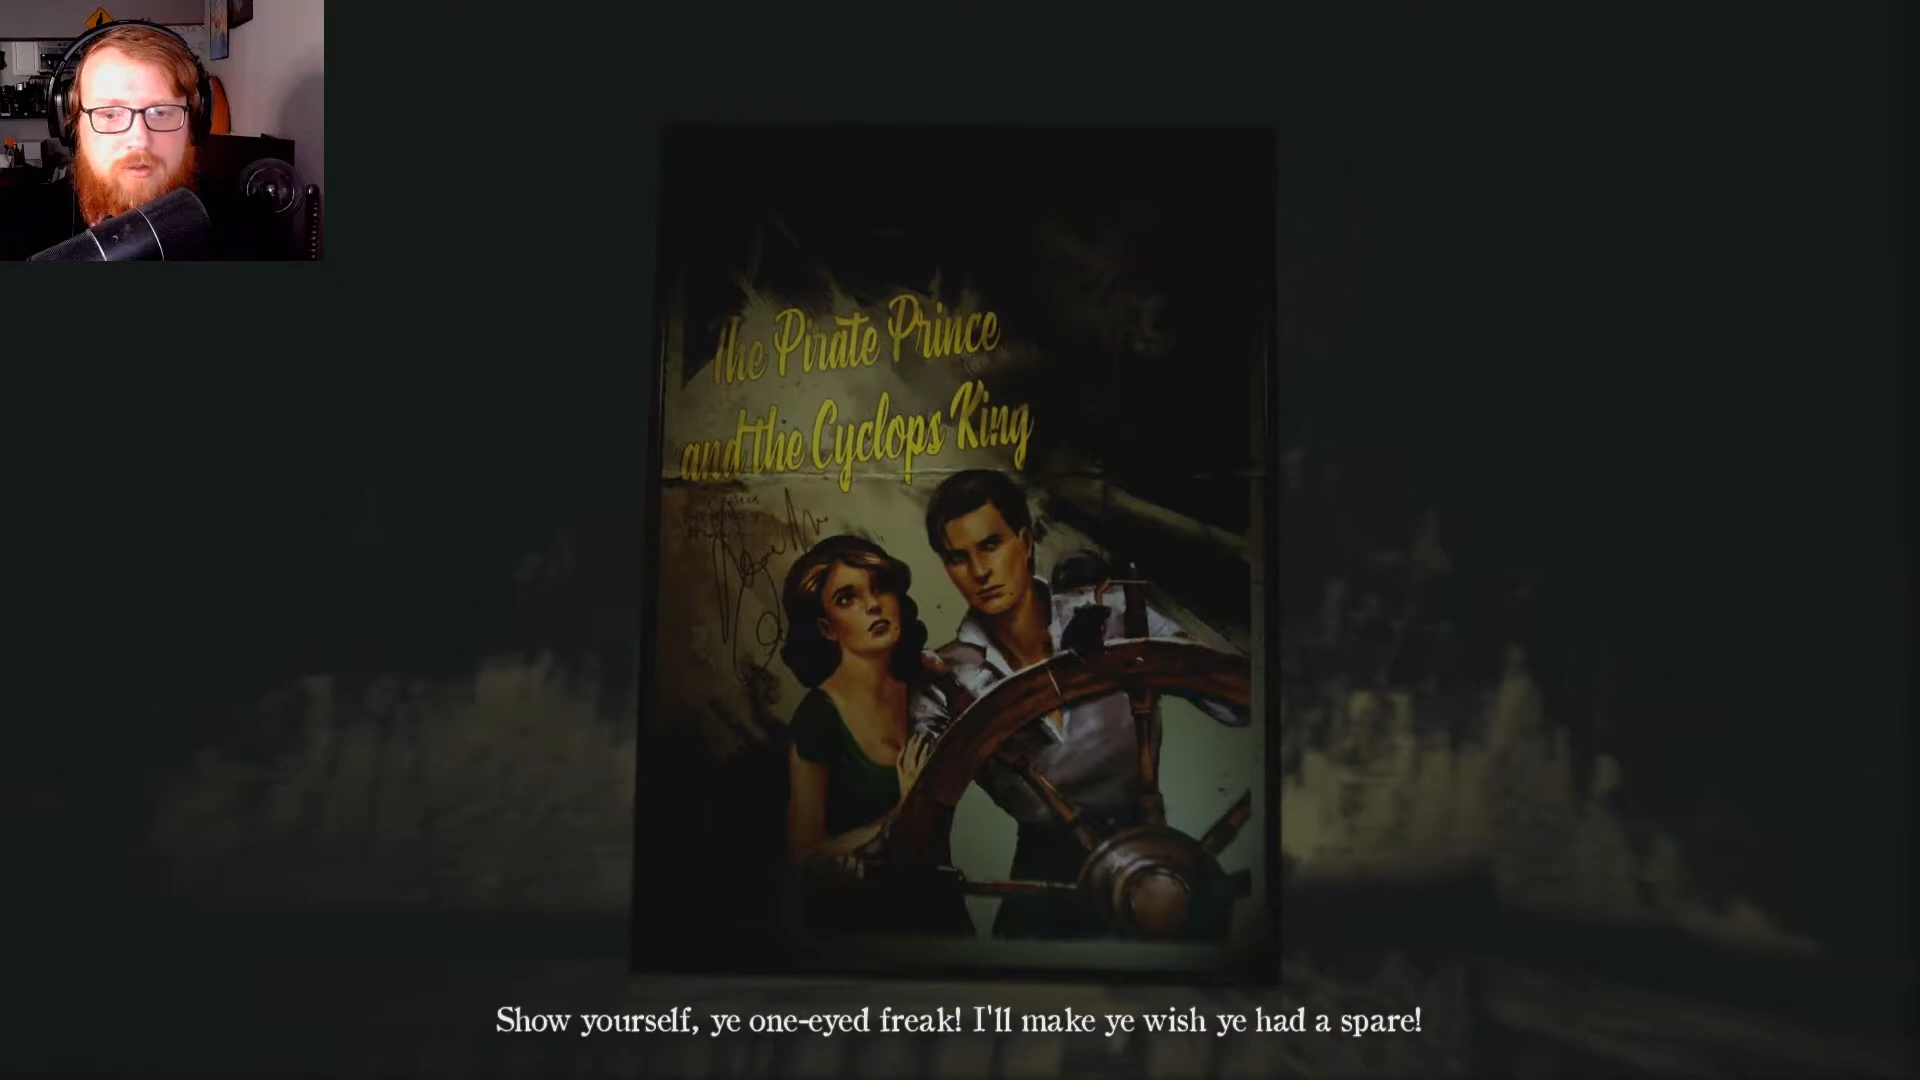 The Pirate Prince
and the Cyclops King
Show yourself, ye one-eyed freak! I'll make ye wish ye had a spare!